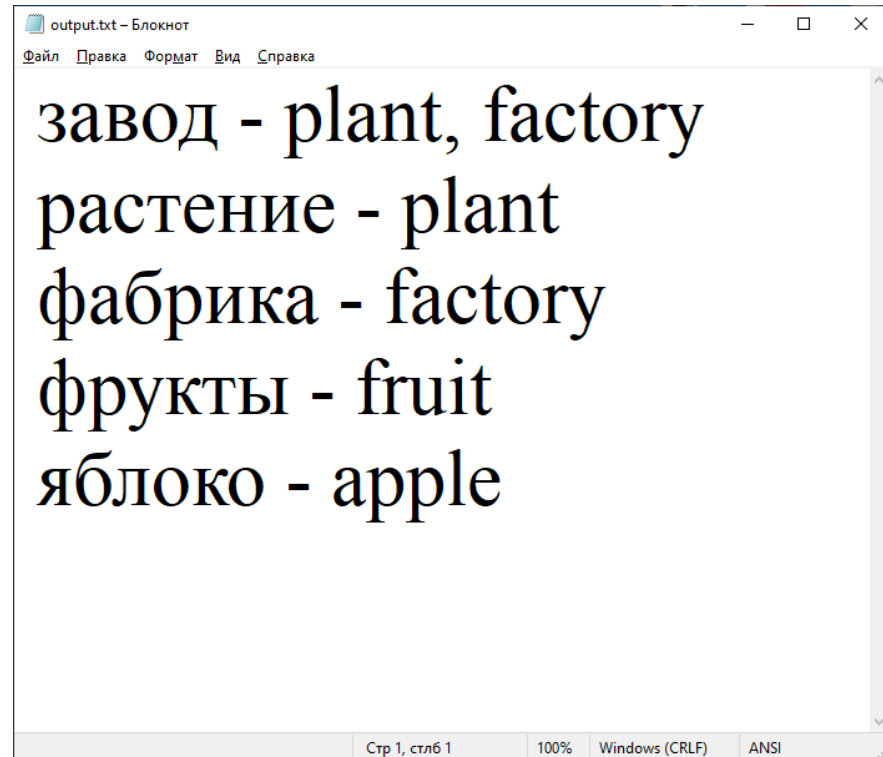 output.txt – Блокнот
Файл Правка Формат Вид Справка
завод - plant, factory
растение - plant
фабрика - factory
фрукты - fruit
яблоко - apple
Стр 1, стлб 1 100% Windows (CRLF) ANSI